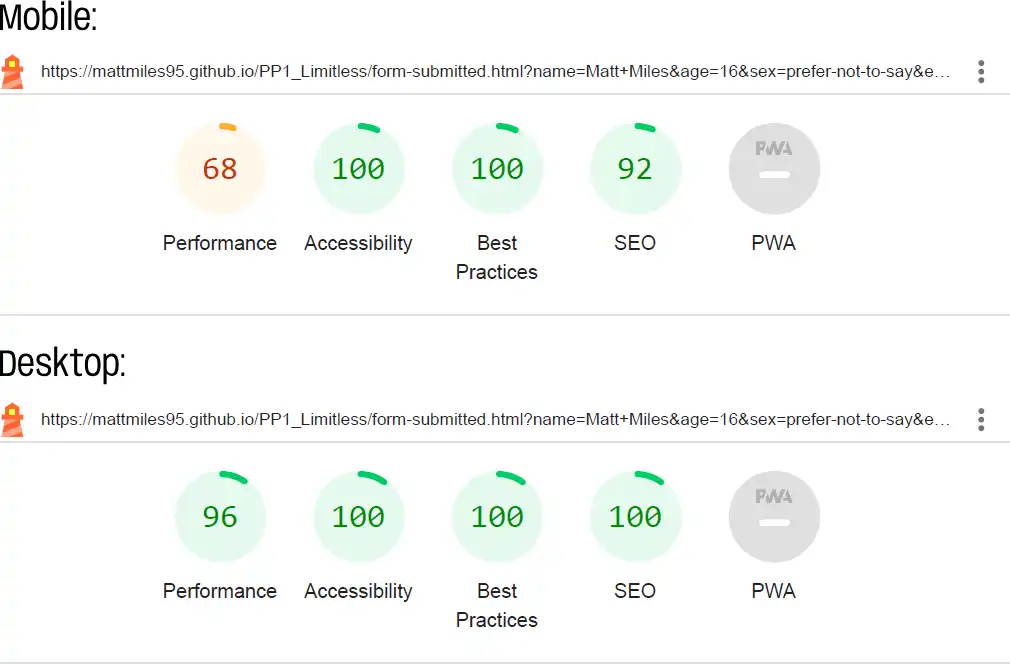 Mobile:
https://mattmiles95.github.io/PP1_Limitless/form-submitted.html?name=Matt+Miles&age=16&sex=prefer-not-to-say&e...
68 100 100 92 PWA
Performance Accessibility Best SEO PWA
Practices
Desktop:
https://mattmiles95.github.io/PP1_Limitless/form-submitted.html?name=Matt+Miles&age=16&sex=prefer-not-to-say&e...
96 100 100 100 PWA
Performance Accessibility Best SEO PWA
Practices